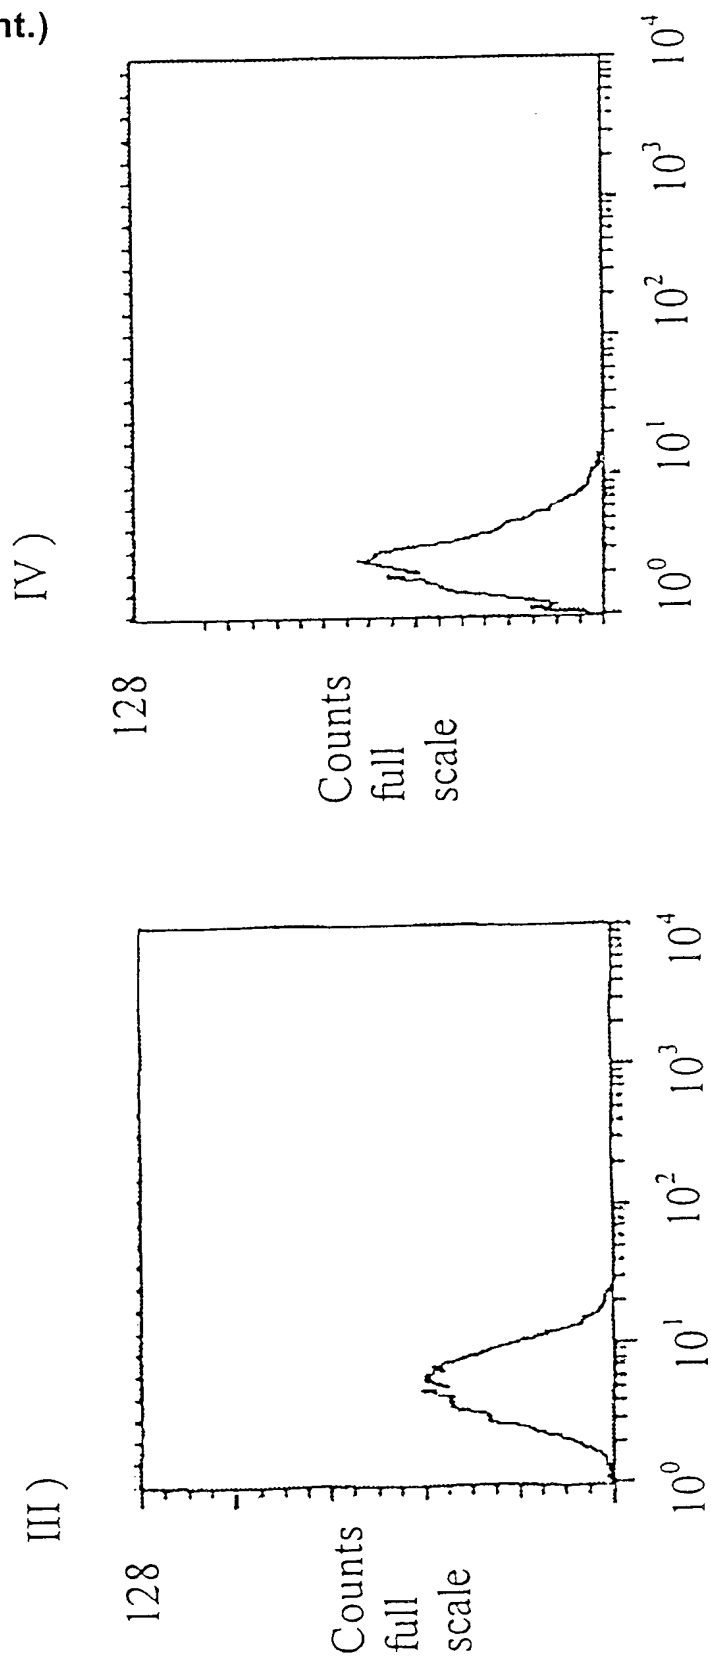 nt.)
III )
128
Counts
full
scale
10⁰ 10¹ 10² 10³ 10⁴
IV )
128
Counts
full
scale
10⁰ 10¹ 10² 10³ 10⁴